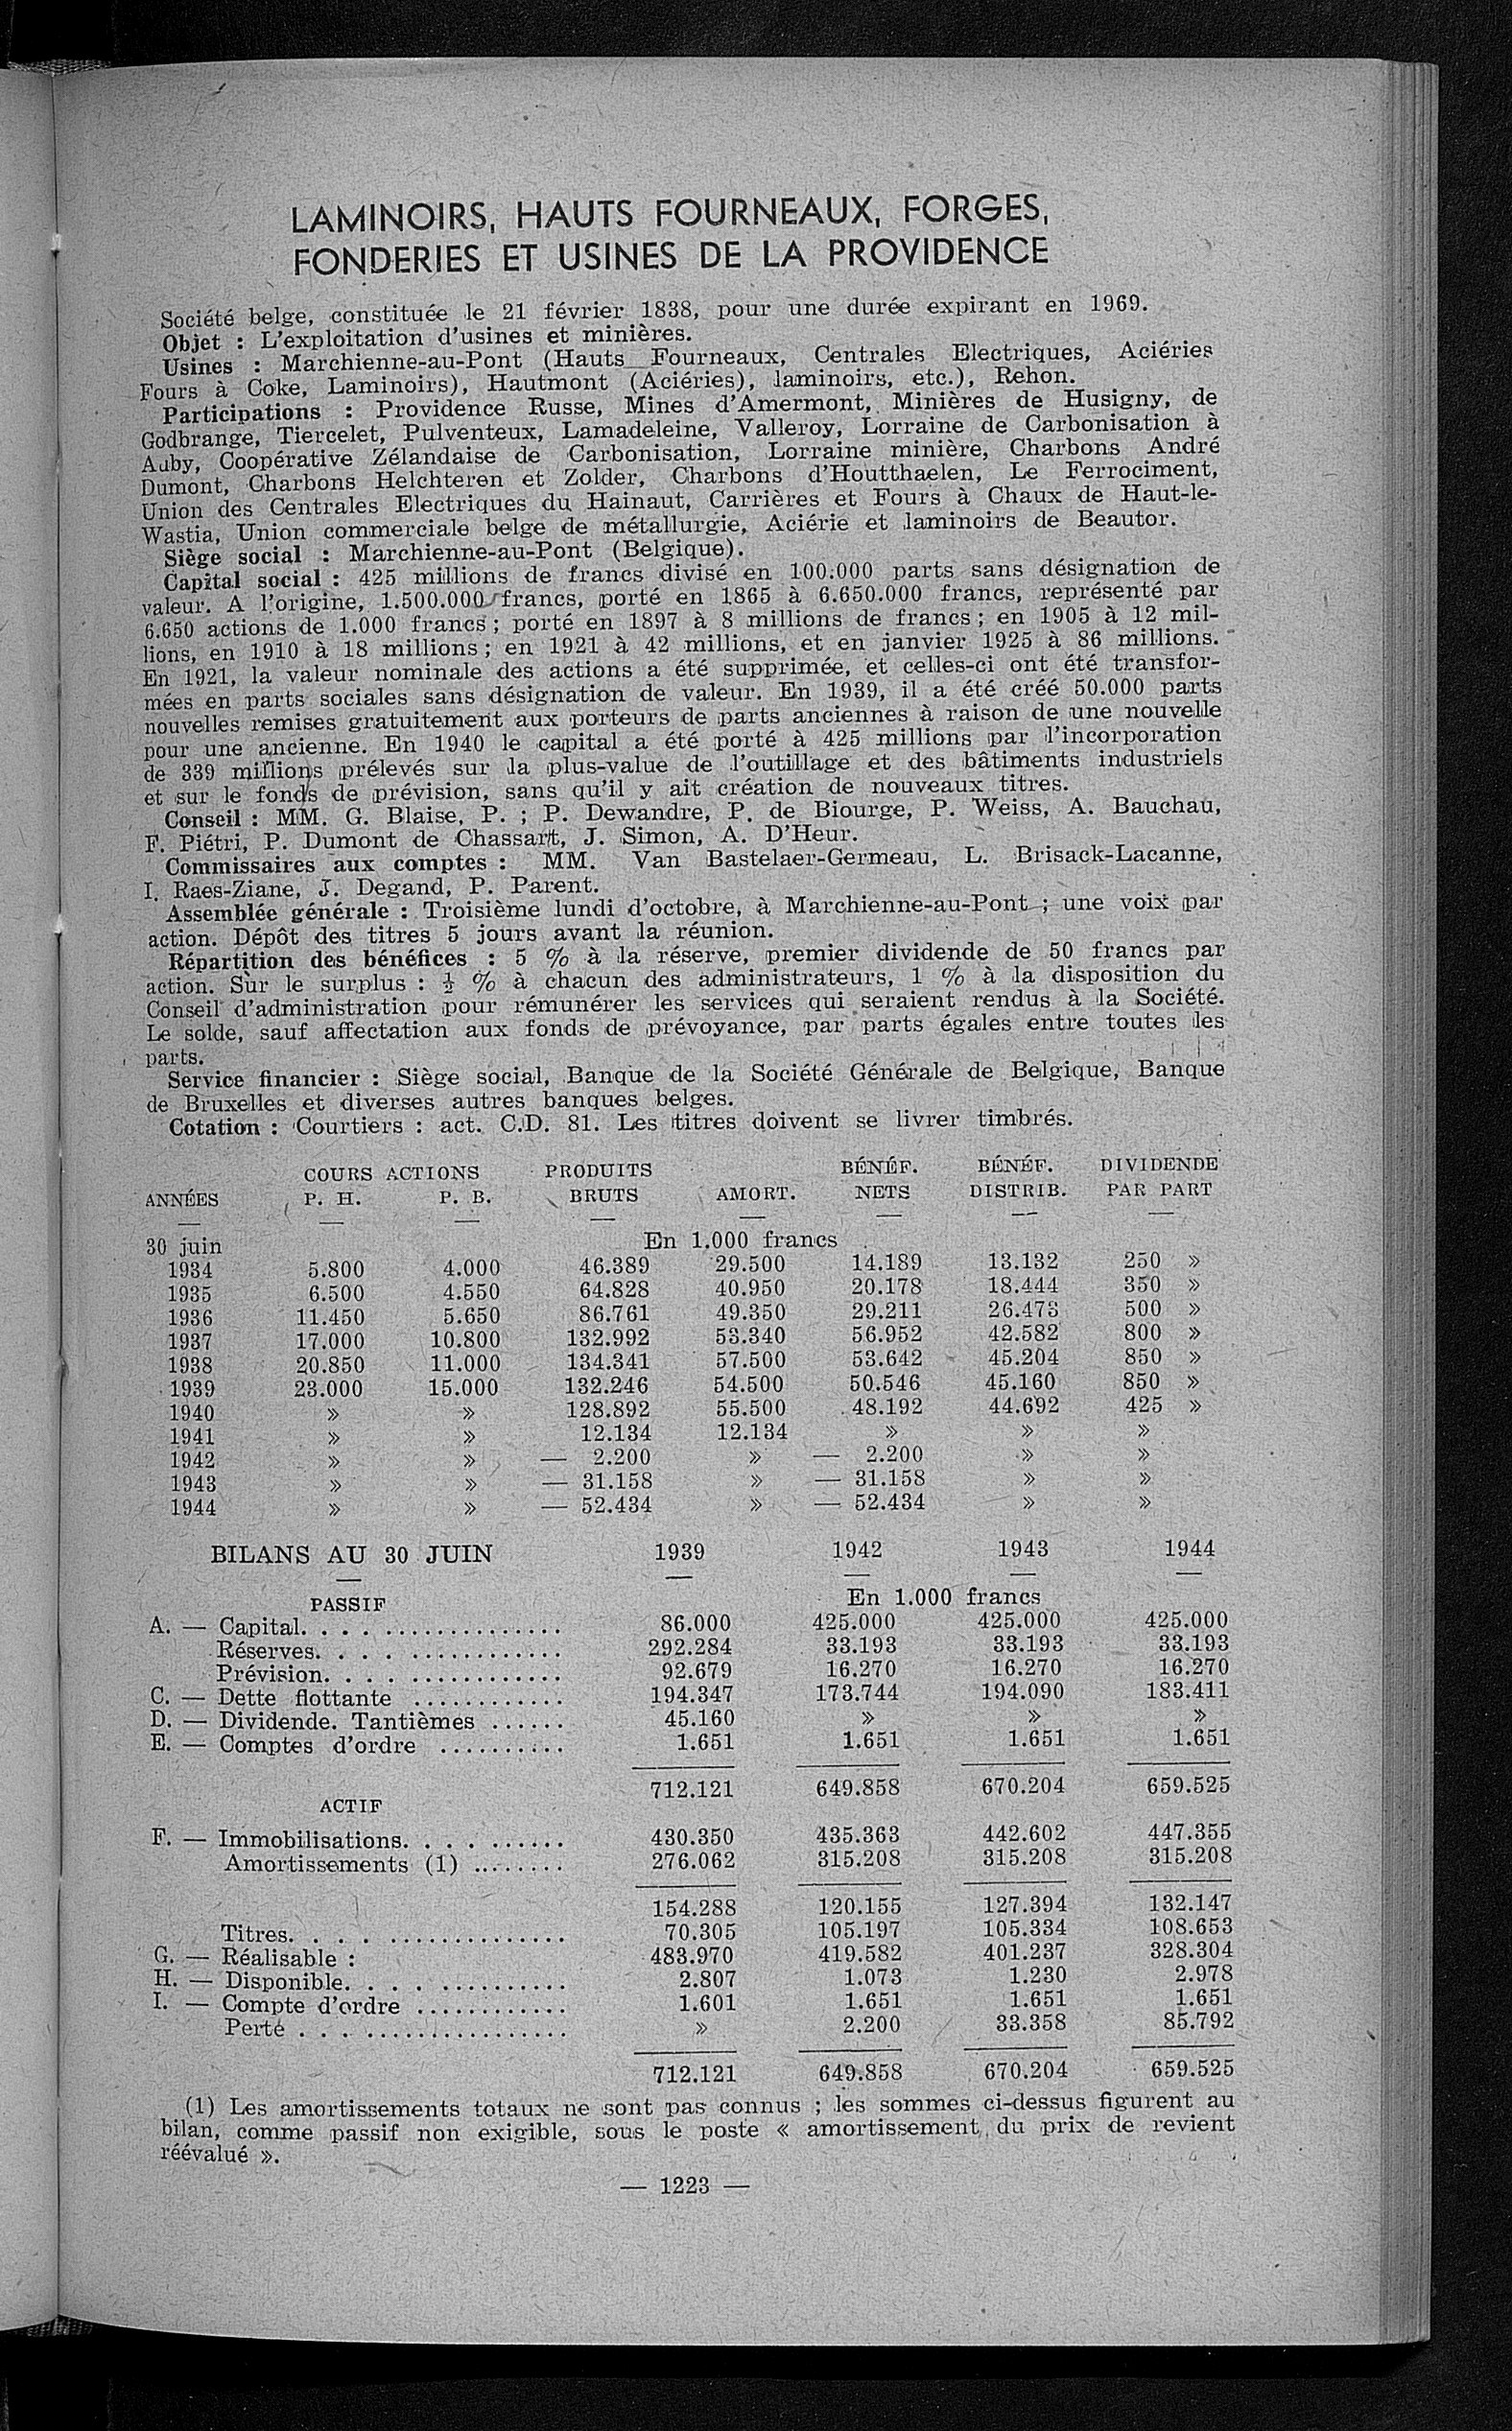 LAMINOIRS, HAUTS FOURNEAUX, FORGES,
FONDERIES ET USINES DE LA PROVIDENCE
Société belge, constituée le 21 février 1838, pour une durée expirant en 1969.
Objet : L'exploitation d'usines et minières.
Usines : Marchienne-au-Pont (Hauts Fourneaux, Centrales Electriques, Aciéries
Fours à Coke, Laminoirs), Hautmont (Aciéries), laminoirs, etc.), Rehon.
Participations : Providence Russe, Mines d'Amermont, Minières de Husigny, de
Godbrange, Tiercelet, Pulventeux, Lamadeleine, Valleroy, Lorraine de Carbonisation à
Auby, Coopérative Zélandaise de Carbonisation, Lorraine minière, Charbons André
Dumont, Charbons Helchteren et Zolder, Charbons d'Houtthaelen, Le Ferrociment,
Union des Centrales Electriques du Hainaut, Carrières et Fours à Chaux de Haut-le-
Wastia, Union commerciale belge de métallurgie, Aciérie et laminoirs de Beautor.
Siège social : Marchienne-au-Pont (Belgique).
Capital social : 425 millions de francs divisé en 100.000 parts sans désignation de
valeur. A l'origine, 1.500.000 francs, porté en 1865 à 6.650.000 francs, représenté par
6.650 actions de 1.000 francs ; porté en 1897 à 8 millions de francs ; en 1905 à 12 mil-
lions, en 1910 à 18 millions ; en 1921 à 42 millions, et en janvier 1925 à 86 millions.
En 1921, la valeur nominale des actions a été supprimée, et celles-ci ont été transfor-
mées en parts sociales sans désignation de valeur. En 1939, il a été créé 50.000 parts
nouvelles remises gratuitement aux porteurs de parts anciennes à raison de une nouvelle
pour une ancienne. En 1940 le capital a été porté à 425 millions par l'incorporation
de 339 millions prélevés sur la plus-value de l'outillage et des bâtiments industriels
et sur le fonds de prévision, sans qu'il y ait création de nouveaux titres.
Conseil : MM. G. Blaise, P. ; P. Dewandre, P. de Biourge, P. Weiss, A. Bauchau,
F. Piétri, P. Dumont de Chassart, J. Simon, A. D'Heur.
Commissaires aux comptes : MM. Van Bastelaer-Germeau, L. Brisack-Lacanne,
I. Raes-Ziane, J. Degand, P. Parent.
Assemblée générale : Troisième lundi d'octobre, à Marchienne-au-Pont ; une voix par
action. Dépôt des titres 5 jours avant la réunion.
Répartition des bénéfices : 5 % à la réserve, premier dividende de 50 francs par
action. Sur le surplus : ½ % à chacun des administrateurs, 1 % à la disposition du
Conseil d'administration pour rémunérer les services qui seraient rendus à la Société.
Le solde, sauf affectation aux fonds de prévoyance, par parts égales entre toutes les
parts.
Service financier : Siège social, Banque de la Société Générale de Belgique, Banque
de Bruxelles et diverses autres banques belges.
Cotation : Courtiers : act. C.D. 81. Les titres doivent se livrer timbrés.
COURS ACTIONS PRODUITS BÉNÉF. BÉNÉF. DIVIDENDE
ANNÉES P. H. P. B. BRUTS AMORT. NETS DISTRIB. PAR PART
30 juin En 1.000 francs
1934 5.800 4.000 46.389 29.500 14.189 13.132 250 »
1935 6.500 4.550 64.828 40.950 20.178 18.444 350 »
1936 11.450 5.650 86.761 49.350 29.211 26.473 500 »
1937 17.000 10.800 132.992 53.340 56.952 42.582 800 »
1938 20.850 11.000 134.341 57.500 53.642 45.204 850 »
1939 23.000 15.000 132.246 54.500 50.546 45.160 850 »
1940 » » 128.892 55.500 48.192 44.692 425 »
1941 » » 12.134 12.134 » » »
1942 » » — 2.200 » — 2.200 » »
1943 » » — 31.158 » — 31.158 » »
1944 » » — 52.434 » — 52.434 » »
BILANS AU 30 JUIN 1939 1942 1943 1944
PASSIF En 1.000 francs
A. — Capital. . . . . . . . . . . . . . . . . . 86.000 425.000 425.000 425.000
Réserves. . . . . . . . . . . . . . . . . 292.284 33.193 33.193 33.193
Prévision. . . . . . . . . . . . . . . . 92.679 16.270 16.270 16.270
C. — Dette flottante . . . . . . . . . . . . 194.347 173.744 194.090 183.411
D. — Dividende. Tantièmes . . . . . . 45.160 » » »
E. — Comptes d'ordre . . . . . . . . . . 1.651 1.651 1.651 1.651
712.121 649.858 670.204 659.525
ACTIF
F. — Immobilisations. . . . . . . . . . . 430.350 435.363 442.602 447.355
Amortissements (1) . . . . . . . . 276.062 315.208 315.208 315.208
154.288 120.155 127.394 132.147
Titres. . . . . . . . . . . . . . . . . . . 70.305 105.197 105.334 108.653
G. — Réalisable : 483.970 419.582 401.237 328.304
H. — Disponible. . . . . . . . . . . . . . . 2.807 1.073 1.230 2.978
I. — Compte d'ordre . . . . . . . . . . . . 1.601 1.651 1.651 1.651
Perte . . . . . . . . . . . . . . . . . . » 2.200 33.358 85.792
712.121 649.858 670.204 659.525
(1) Les amortissements totaux ne sont pas connus ; les sommes ci-dessus figurent au
bilan, comme passif non exigible, sous le poste « amortissement du prix de revient
réévalué ».
— 1223 —